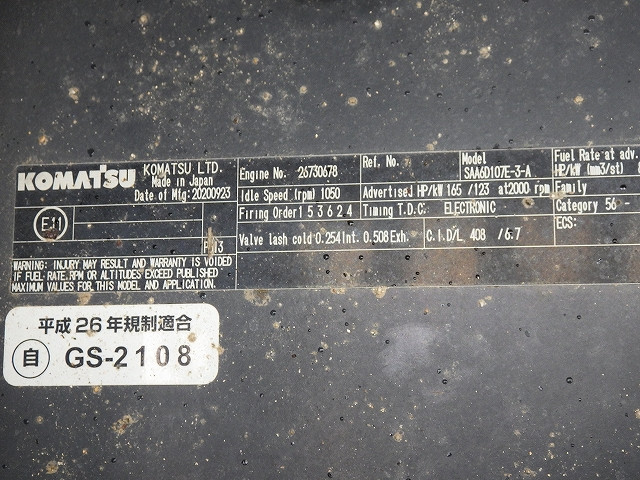 KOMATSU KOMATSU LTD.
Made in Japan
Date of Mfg:20200923
Engine No. 26730678
Ref. No.
Model
SAA6D107E-3-A
Fuel Rate at adv.
HP/kW (mm3/st)
Idle Speed (rpm) 1050
Advertised HP/kW 165 /123 at2000 rpm
Family
Firing Order 1 5 3 6 2 4
Timing T.D.C. ELECTRONIC
Category 56 -
Valve lash cold 0.254Int. 0.508Exh.
C.I.D/L 408 /6.7
ECS:
E11
WARNING: INJURY MAY RESULT AND WARRANTY IS VOIDED
IF FUEL RATE.RPM OR ALTITUDES EXCEED PUBLISHED
MAXIMUM VALUES FOR THIS MODEL AND APPLICATION.
平成26年規制適合
自 GS-2108